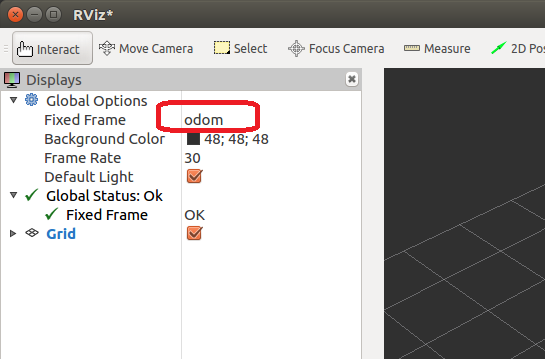 RViz*
Interact Move Camera Select Focus Camera Measure 2D Pos
Displays
Global Options
Fixed Frame odom
Background Color 48; 48; 48
Frame Rate 30
Default Light
Global Status: Ok
Fixed Frame OK
Grid